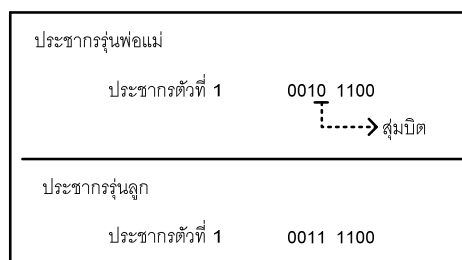 ประชากรรุ่นพ่อแม่
ประชากรตัวที่ 1 0010 1100
สุ่มบิต
ประชากรรุ่นลูก
ประชากรตัวที่ 1 0011 1100